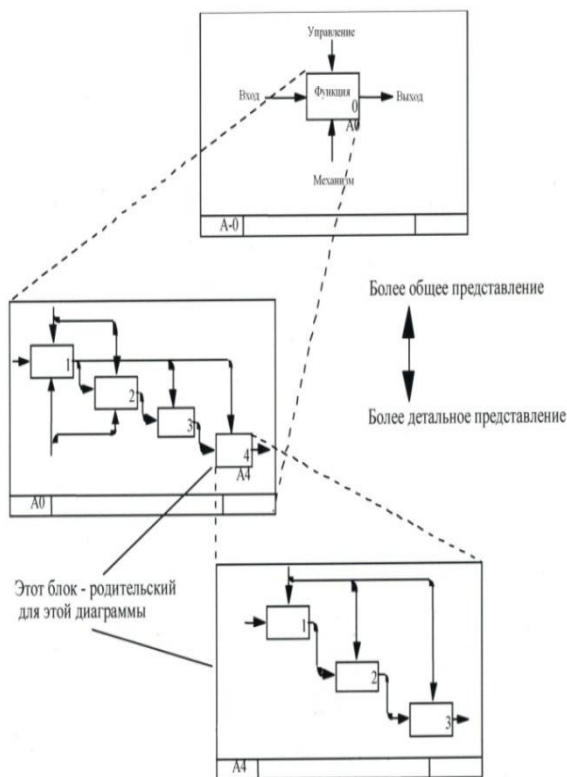 Управление
Вход
Функция
0
A0
Выход
Механизм
A-0
Более общее представление
Более детальное представление
1
2
3
4
A4
A0
Этот блок - родительский
для этой диаграммы
1
2
3
A4